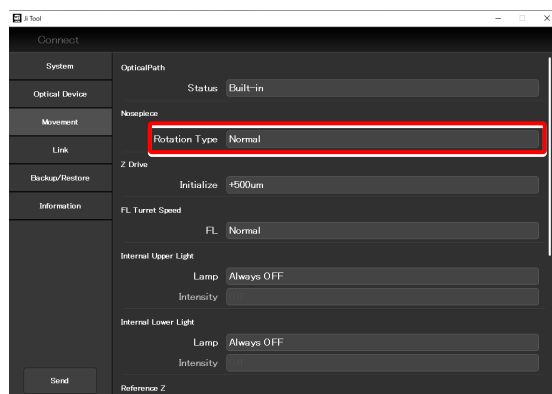 Ji Tool
Connect
System
Optical Device
Movement
Link
Backup/Restore
Information
Send
OpticalPath
Status Built-in
Nosepiece
Rotation Type Normal
Z Drive
Initialize +500um
FL Turret Speed
FL Normal
Internal Upper Light
Lamp Always OFF
Intensity
Internal Lower Light
Lamp Always OFF
Intensity
Reference Z